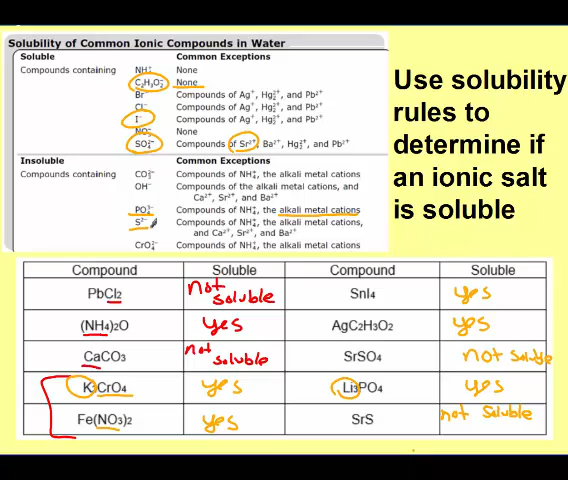 Solubility of Common Ionic Compounds in Water
Soluble Common Exceptions
Compounds containing NH₄⁺ None
C₂H₃O₂⁻ None
Br⁻ Compounds of Ag⁺, Hg₂²⁺, and Pb²⁺
Cl⁻ Compounds of Ag⁺, Hg₂²⁺, and Pb²⁺
I⁻ Compounds of Ag⁺, Hg₂²⁺, and Pb²⁺
NO₃⁻ None
SO₄²⁻ Compounds of Sr²⁺, Ba²⁺, Hg₂²⁺, and Pb²⁺
Insoluble Common Exceptions
Compounds containing CO₃²⁻ Compounds of NH₄⁺, the alkali metal cations
OH⁻ Compounds of the alkali metal cations, and
Ca²⁺, Sr²⁺, and Ba²⁺
PO₄³⁻ Compounds of NH₄⁺, the alkali metal cations
S²⁻ Compounds of NH₄⁺, the alkali metal cations,
and Ca²⁺, Sr²⁺, and Ba²⁺
CrO₄²⁻ Compounds of NH₄⁺, the alkali metal cations
Use solubility
rules to
determine if
an ionic salt
is soluble
Compound Soluble Compound Soluble
PbCl2 not soluble SnI4 yes
(NH4)2O yes AgC2H3O2 yes
CaCO3 not soluble SrSO4 not soluble
K2CrO4 yes Li3PO4 yes
Fe(NO3)2 yes SrS not soluble